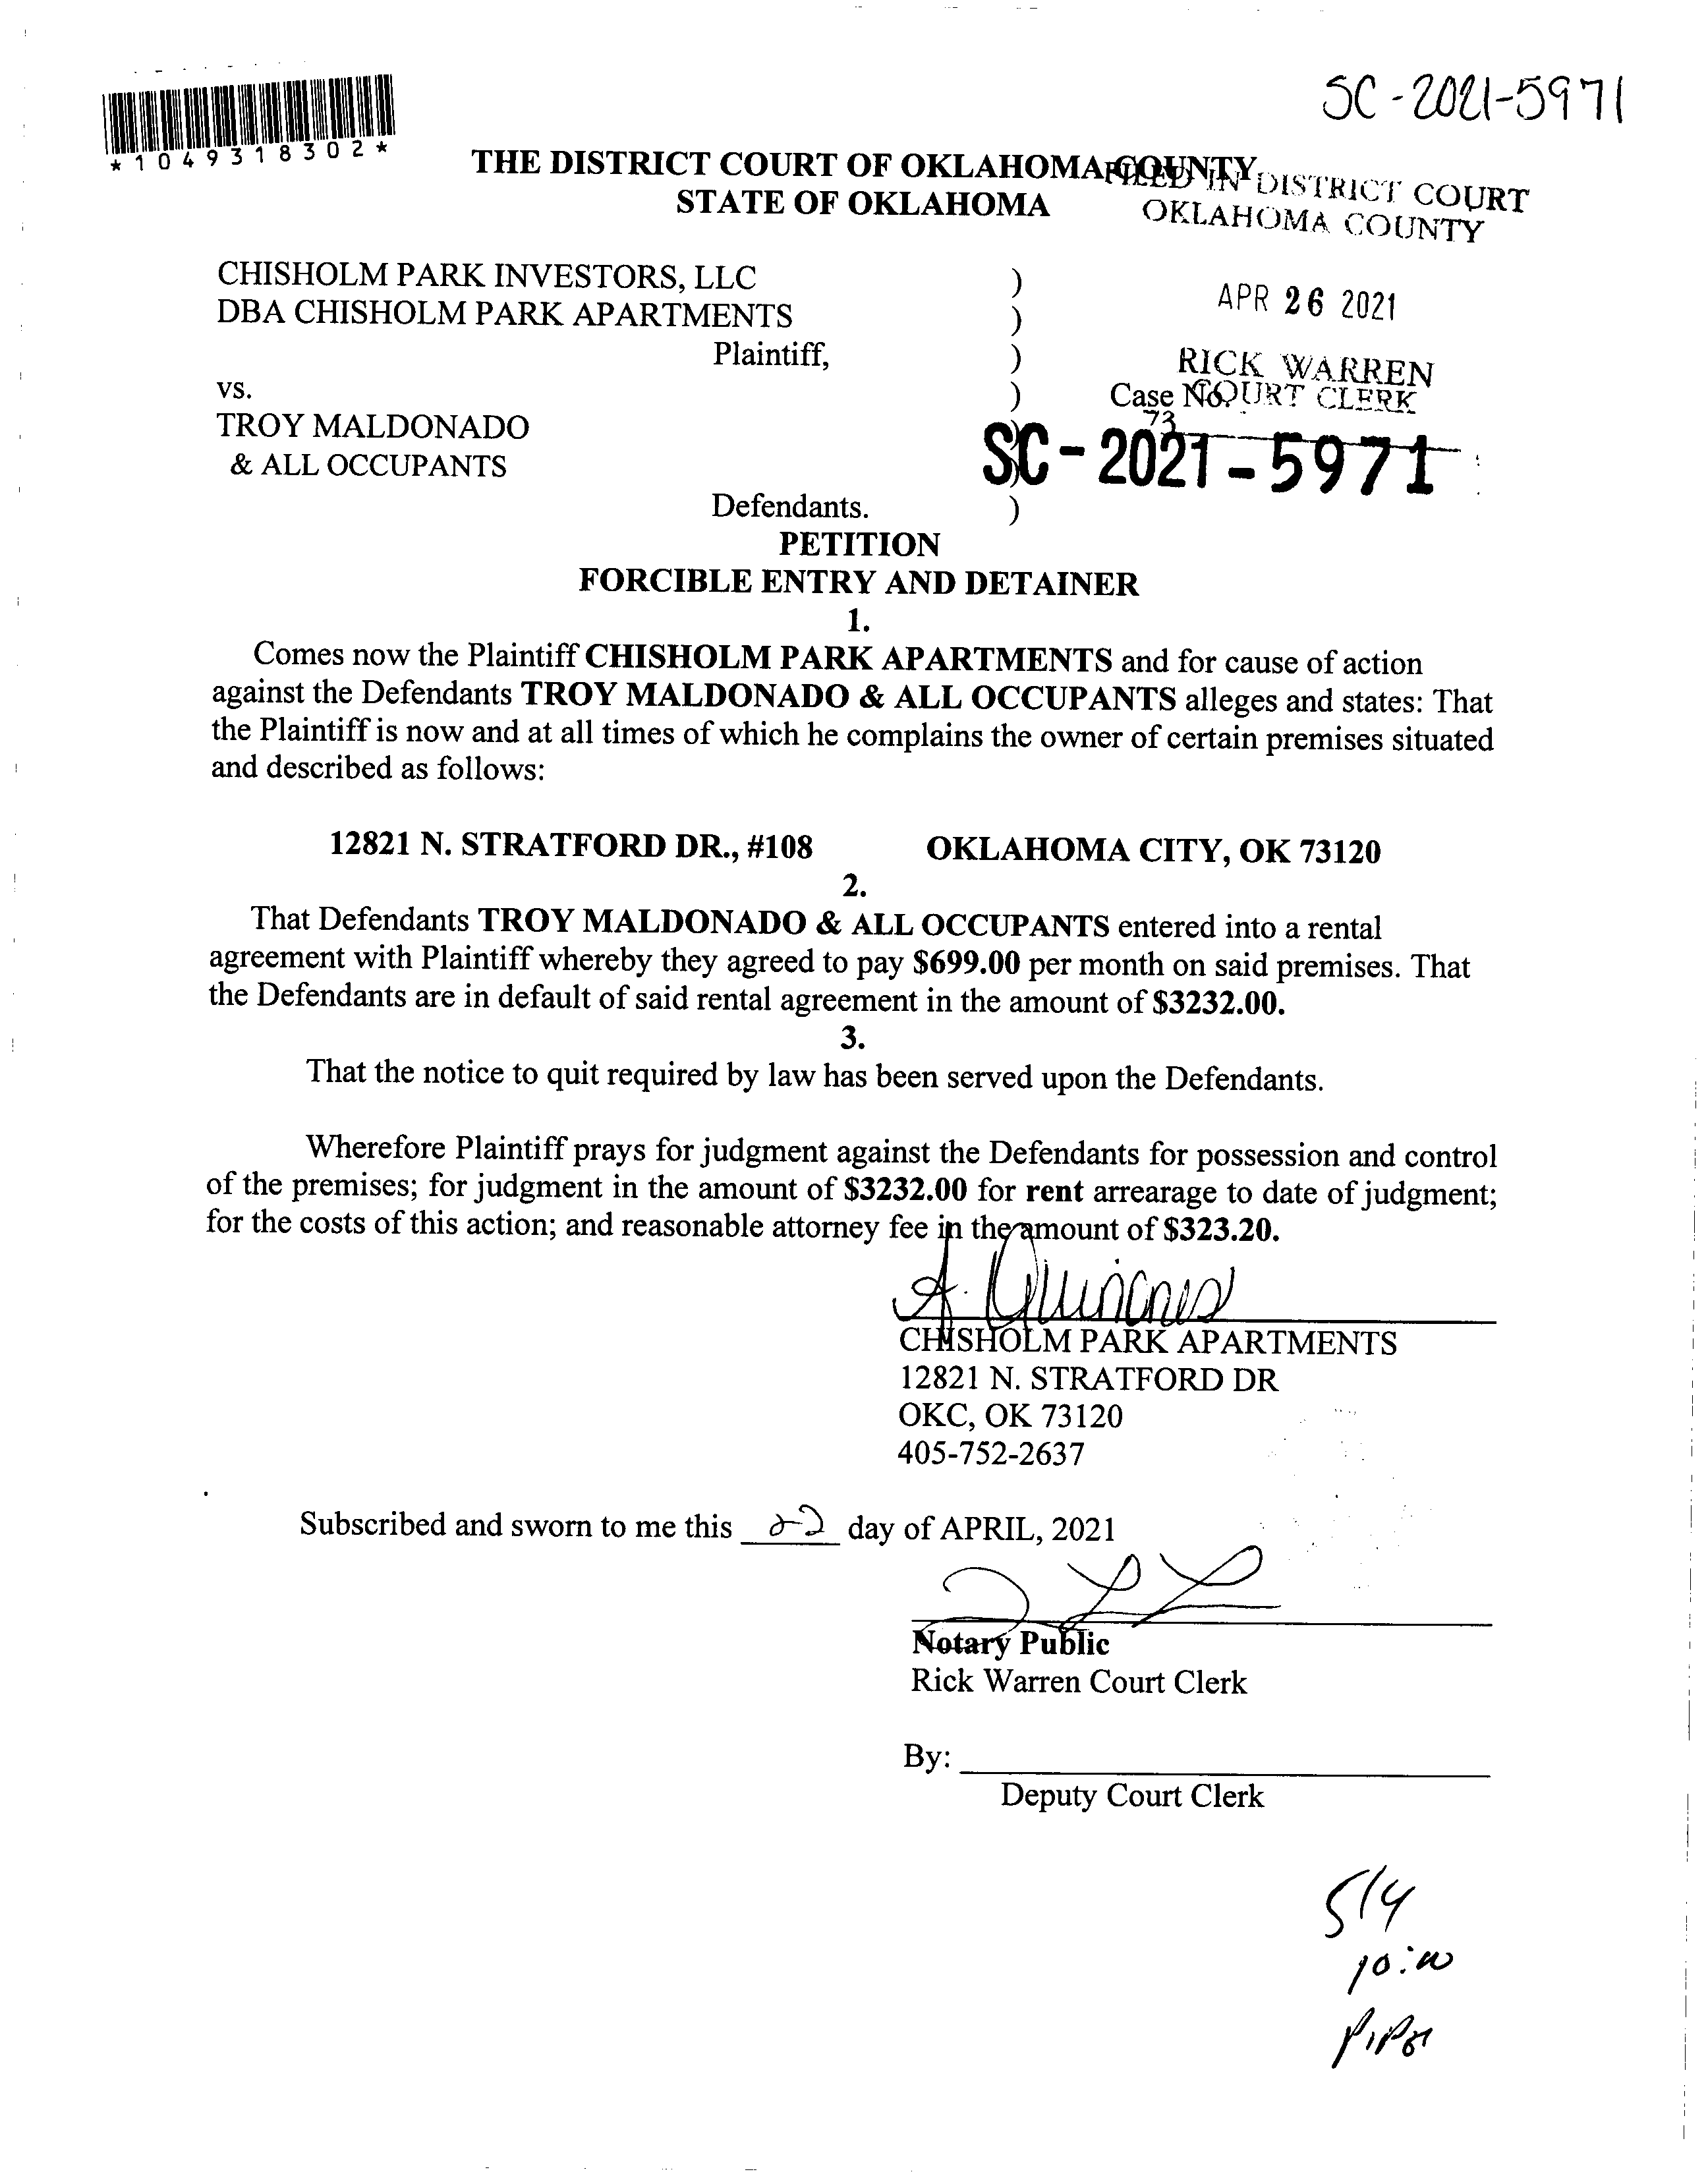 SC-2021-5971
*1049318302*
THE DISTRICT COURT OF OKLAHOMA COUNTY
STATE OF OKLAHOMA
FILED IN DISTRICT COURT
OKLAHOMA COUNTY
CHISHOLM PARK INVESTORS, LLC )
DBA CHISHOLM PARK APARTMENTS )
APR 26 2021
Plaintiff, )
RICK WARREN
COURT CLERK
vs. ) Case No.
73
TROY MALDONADO )
& ALL OCCUPANTS )
SC-2021-5971
Defendants. )
PETITION
FORCIBLE ENTRY AND DETAINER
1.
Comes now the Plaintiff CHISHOLM PARK APARTMENTS and for cause of action
against the Defendants TROY MALDONADO & ALL OCCUPANTS alleges and states: That
the Plaintiff is now and at all times of which he complains the owner of certain premises situated
and described as follows:
12821 N. STRATFORD DR., #108 OKLAHOMA CITY, OK 73120
2.
That Defendants TROY MALDONADO & ALL OCCUPANTS entered into a rental
agreement with Plaintiff whereby they agreed to pay $699.00 per month on said premises. That
the Defendants are in default of said rental agreement in the amount of $3232.00.
3.
That the notice to quit required by law has been served upon the Defendants.
Wherefore Plaintiff prays for judgment against the Defendants for possession and control
of the premises; for judgment in the amount of $3232.00 for rent arrearage to date of judgment;
for the costs of this action; and reasonable attorney fee in the amount of $323.20.
A. Quinones
CHISHOLM PARK APARTMENTS
12821 N. STRATFORD DR
OKC, OK 73120
405-752-2637
Subscribed and sworn to me this 22 day of APRIL, 2021
Notary Public
Rick Warren Court Clerk
By:
Deputy Court Clerk
5/4
10:00